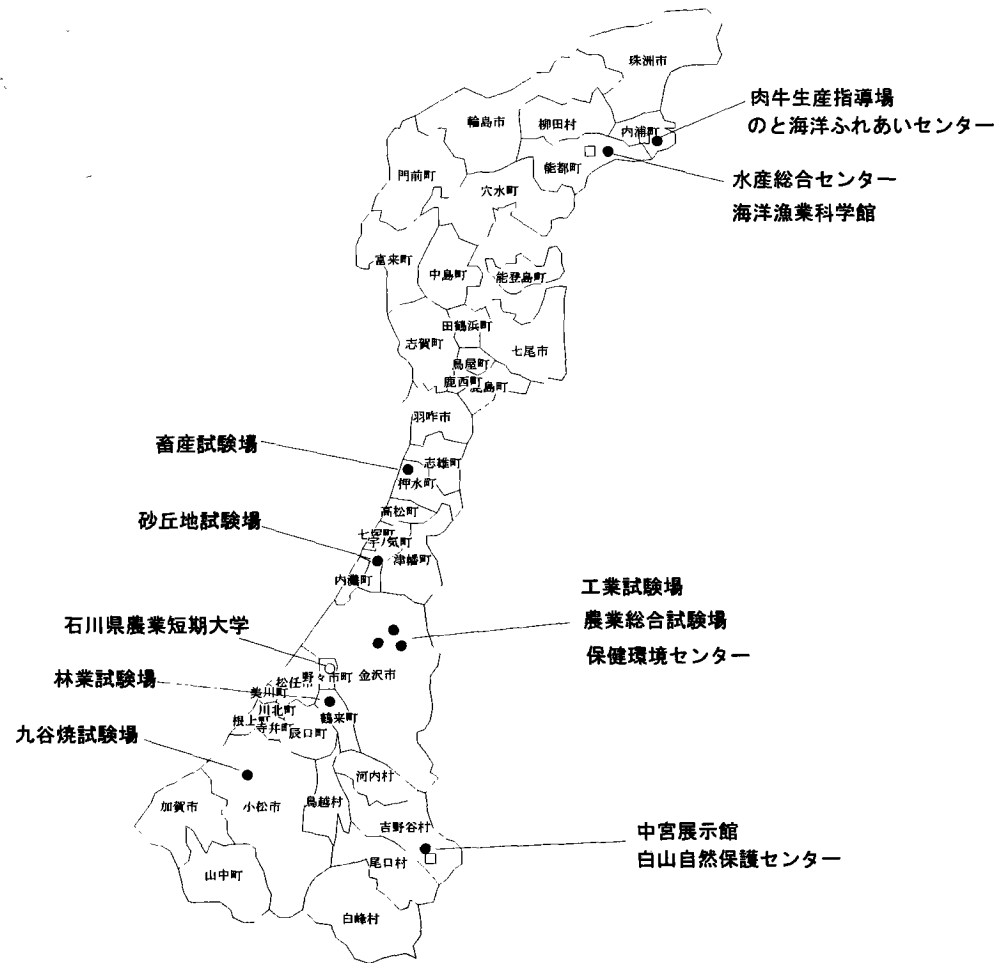 珠洲市
肉牛生産指導場
のと海洋ふれあいセンター
輪島市
柳田村
内浦町
能都町
水産総合センター
海洋漁業科学館
門前町
穴水町
富来町
中島町
能登島町
田鶴浜町
志賀町
七尾市
鳥屋町
鹿西町
鹿島町
羽咋市
畜産試験場
志雄町
押水町
高松町
砂丘地試験場
七塚町
宇ノ気町
津幡町
内灘町
工業試験場
農業総合試験場
保健環境センター
石川県農業短期大学
野々市町
金沢市
松任市
林業試験場
美川町
川北町
根上町
寺井町
辰口町
鶴来町
九谷焼試験場
河内村
加賀市
小松市
鳥越村
吉野谷村
中宮展示館
白山自然保護センター
尾口村
山中町
白峰村